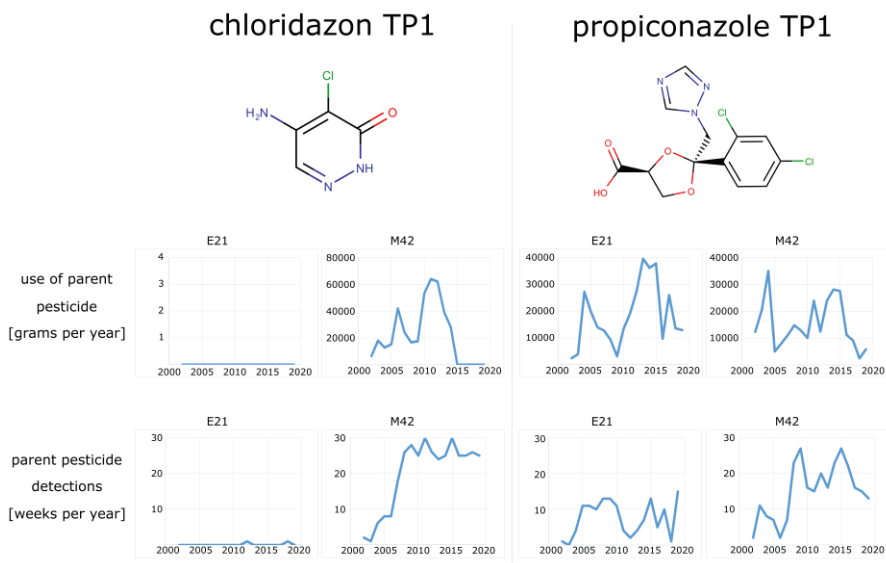 chloridazon TP1
propiconazole TP1
Cl
H2N
O
NH
N
N
N
N
Cl
O
O
Cl
HO
O
E21
M42
E21
M42
use of parent
pesticide
[grams per year]
4
3
2
1
2000 2005 2010 2015 2020
80000
60000
40000
20000
2000 2005 2010 2015 2020
40000
30000
20000
10000
2000 2005 2010 2015 2020
40000
30000
20000
10000
2000 2005 2010 2015 2020
E21
M42
E21
M42
parent pesticide
detections
[weeks per year]
30
20
10
2000 2005 2010 2015 2020
30
20
10
2000 2005 2010 2015 2020
30
20
10
2000 2005 2010 2015 2020
30
20
10
2000 2005 2010 2015 2020